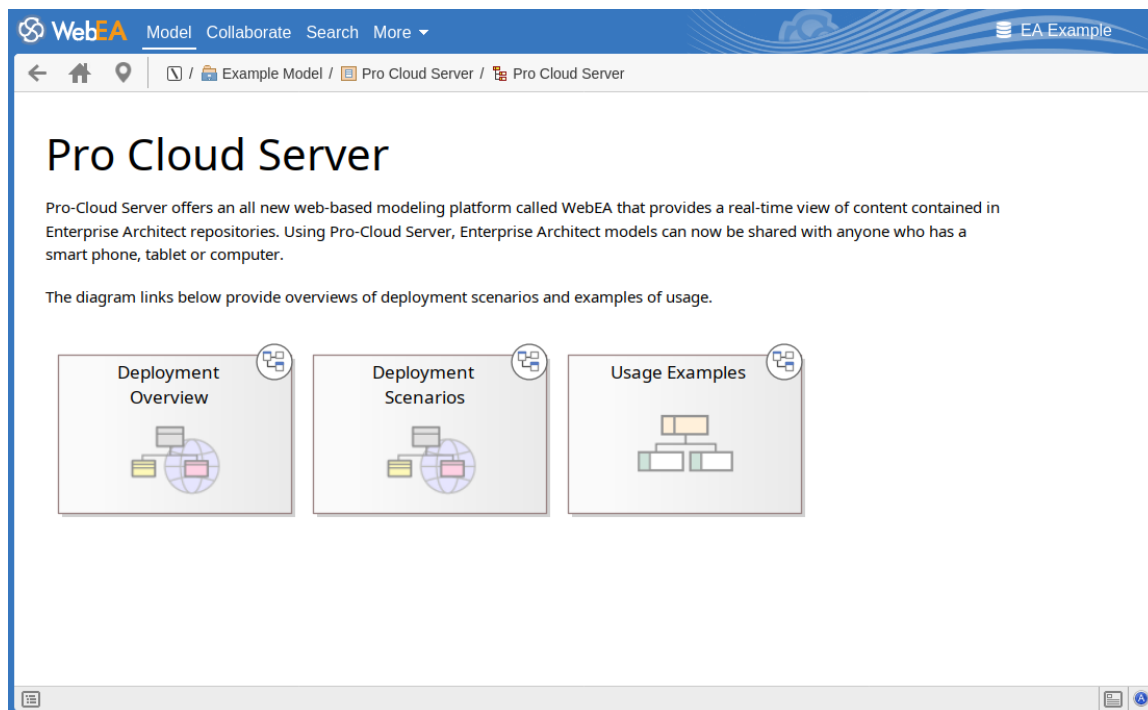 WebEA Model Collaborate Search More EA Example
/ Example Model / Pro Cloud Server / Pro Cloud Server
Pro Cloud Server
Pro-Cloud Server offers an all new web-based modeling platform called WebEA that provides a real-time view of content contained in
Enterprise Architect repositories. Using Pro-Cloud Server, Enterprise Architect models can now be shared with anyone who has a
smart phone, tablet or computer.
The diagram links below provide overviews of deployment scenarios and examples of usage.
Deployment
Overview
Deployment
Scenarios
Usage Examples
A